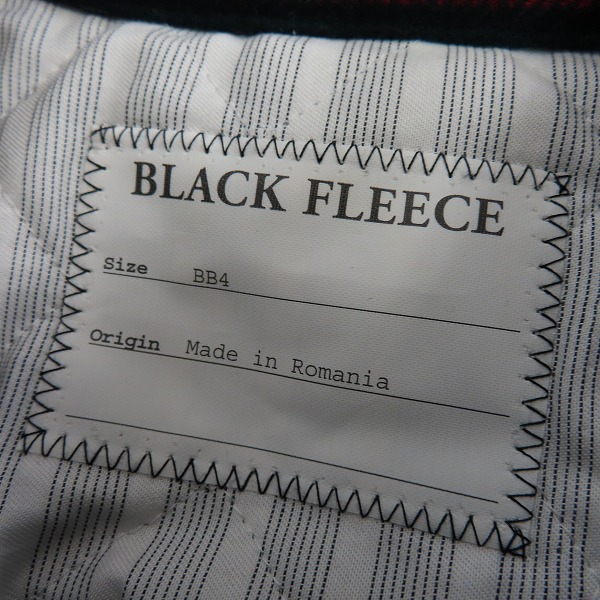 BLACK FLEECE
Size BB4
Origin Made in Romania